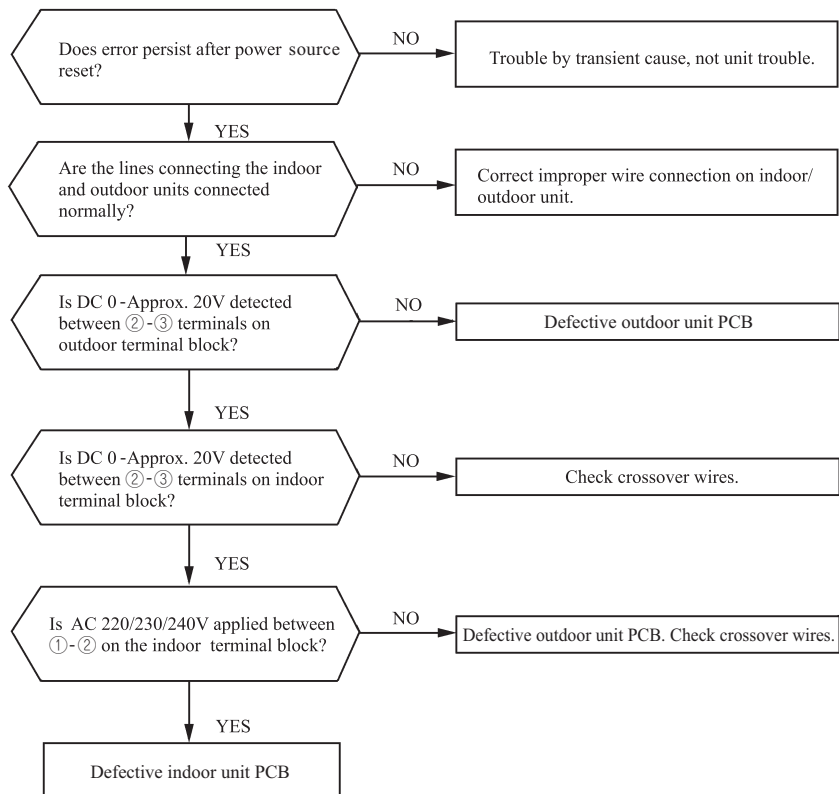 Does error persist after power source
reset?
NO
Trouble by transient cause, not unit trouble.
YES
Are the lines connecting the indoor
and outdoor units connected
normally?
NO
Correct improper wire connection on indoor/
outdoor unit.
YES
Is DC 0 -Approx. 20V detected
between ②-③ terminals on
outdoor terminal block?
NO
Defective outdoor unit PCB
YES
Is DC 0 -Approx. 20V detected
between ②-③ terminals on indoor
terminal block?
NO
Check crossover wires.
YES
Is AC 220/230/240V applied between
①-② on the indoor terminal block?
NO
Defective outdoor unit PCB. Check crossover wires.
YES
Defective indoor unit PCB